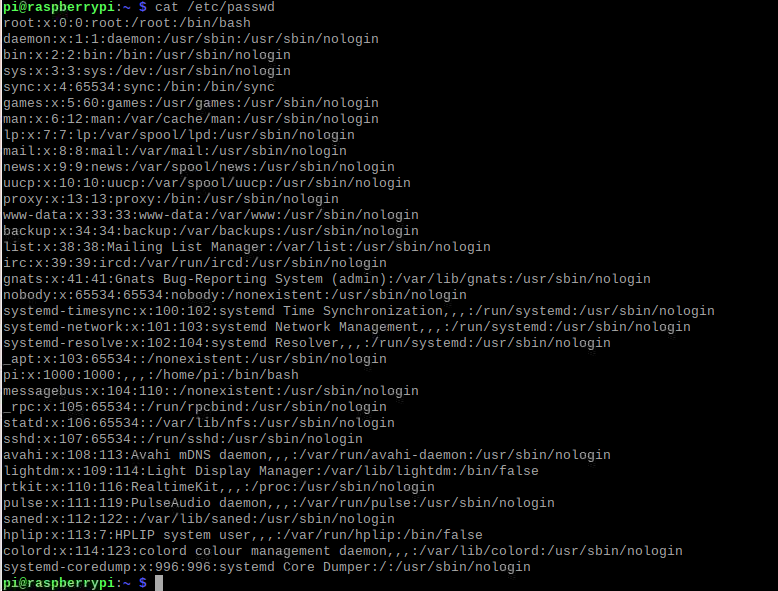 pi@raspberrypi:~ $ cat /etc/passwd
root:x:0:0:root:/root:/bin/bash
daemon:x:1:1:daemon:/usr/sbin:/usr/sbin/nologin
bin:x:2:2:bin:/bin:/usr/sbin/nologin
sys:x:3:3:sys:/dev:/usr/sbin/nologin
sync:x:4:65534:sync:/bin:/bin/sync
games:x:5:60:games:/usr/games:/usr/sbin/nologin
man:x:6:12:man:/var/cache/man:/usr/sbin/nologin
lp:x:7:7:lp:/var/spool/lpd:/usr/sbin/nologin
mail:x:8:8:mail:/var/mail:/usr/sbin/nologin
news:x:9:9:news:/var/spool/news:/usr/sbin/nologin
uucp:x:10:10:uucp:/var/spool/uucp:/usr/sbin/nologin
proxy:x:13:13:proxy:/bin:/usr/sbin/nologin
www-data:x:33:33:www-data:/var/www:/usr/sbin/nologin
backup:x:34:34:backup:/var/backups:/usr/sbin/nologin
list:x:38:38:Mailing List Manager:/var/list:/usr/sbin/nologin
irc:x:39:39:ircd:/var/run/ircd:/usr/sbin/nologin
gnats:x:41:41:Gnats Bug-Reporting System (admin):/var/lib/gnats:/usr/sbin/nologin
nobody:x:65534:65534:nobody:/nonexistent:/usr/sbin/nologin
systemd-timesync:x:100:102:systemd Time Synchronization,,,:/run/systemd:/usr/sbin/nologin
systemd-network:x:101:103:systemd Network Management,,,:/run/systemd:/usr/sbin/nologin
systemd-resolve:x:102:104:systemd Resolver,,,:/run/systemd:/usr/sbin/nologin
_apt:x:103:65534::/nonexistent:/usr/sbin/nologin
pi:x:1000:1000:,,,:/home/pi:/bin/bash
messagebus:x:104:110::/nonexistent:/usr/sbin/nologin
_rpc:x:105:65534::/run/rpcbind:/usr/sbin/nologin
statd:x:106:65534::/var/lib/nfs:/usr/sbin/nologin
sshd:x:107:65534::/run/sshd:/usr/sbin/nologin
avahi:x:108:113:Avahi mDNS daemon,,,:/var/run/avahi-daemon:/usr/sbin/nologin
lightdm:x:109:114:Light Display Manager:/var/lib/lightdm:/bin/false
rtkit:x:110:116:RealtimeKit,,,:/proc:/usr/sbin/nologin
pulse:x:111:119:PulseAudio daemon,,,:/var/run/pulse:/usr/sbin/nologin
saned:x:112:122::/var/lib/saned:/usr/sbin/nologin
hplip:x:113:7:HPLIP system user,,,:/var/run/hplip:/bin/false
colord:x:114:123:colord colour management daemon,,,:/var/lib/colord:/usr/sbin/nologin
systemd-coredump:x:996:996:systemd Core Dumper:/:/usr/sbin/nologin
pi@raspberrypi:~ $